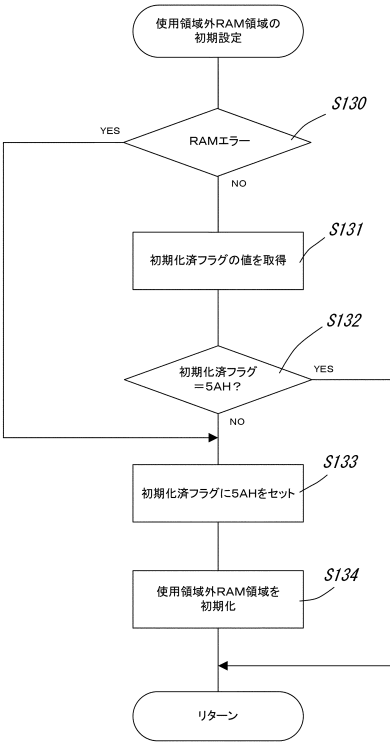 使用領域外RAM領域の
初期設定
S130
YES
RAMエラー
NO
S131
初期化済フラグの値を取得
S132
初期化済フラグ
=5AH?
YES
NO
S133
初期化済フラグに5AHをセット
S134
使用領域外RAM領域を
初期化
リターン